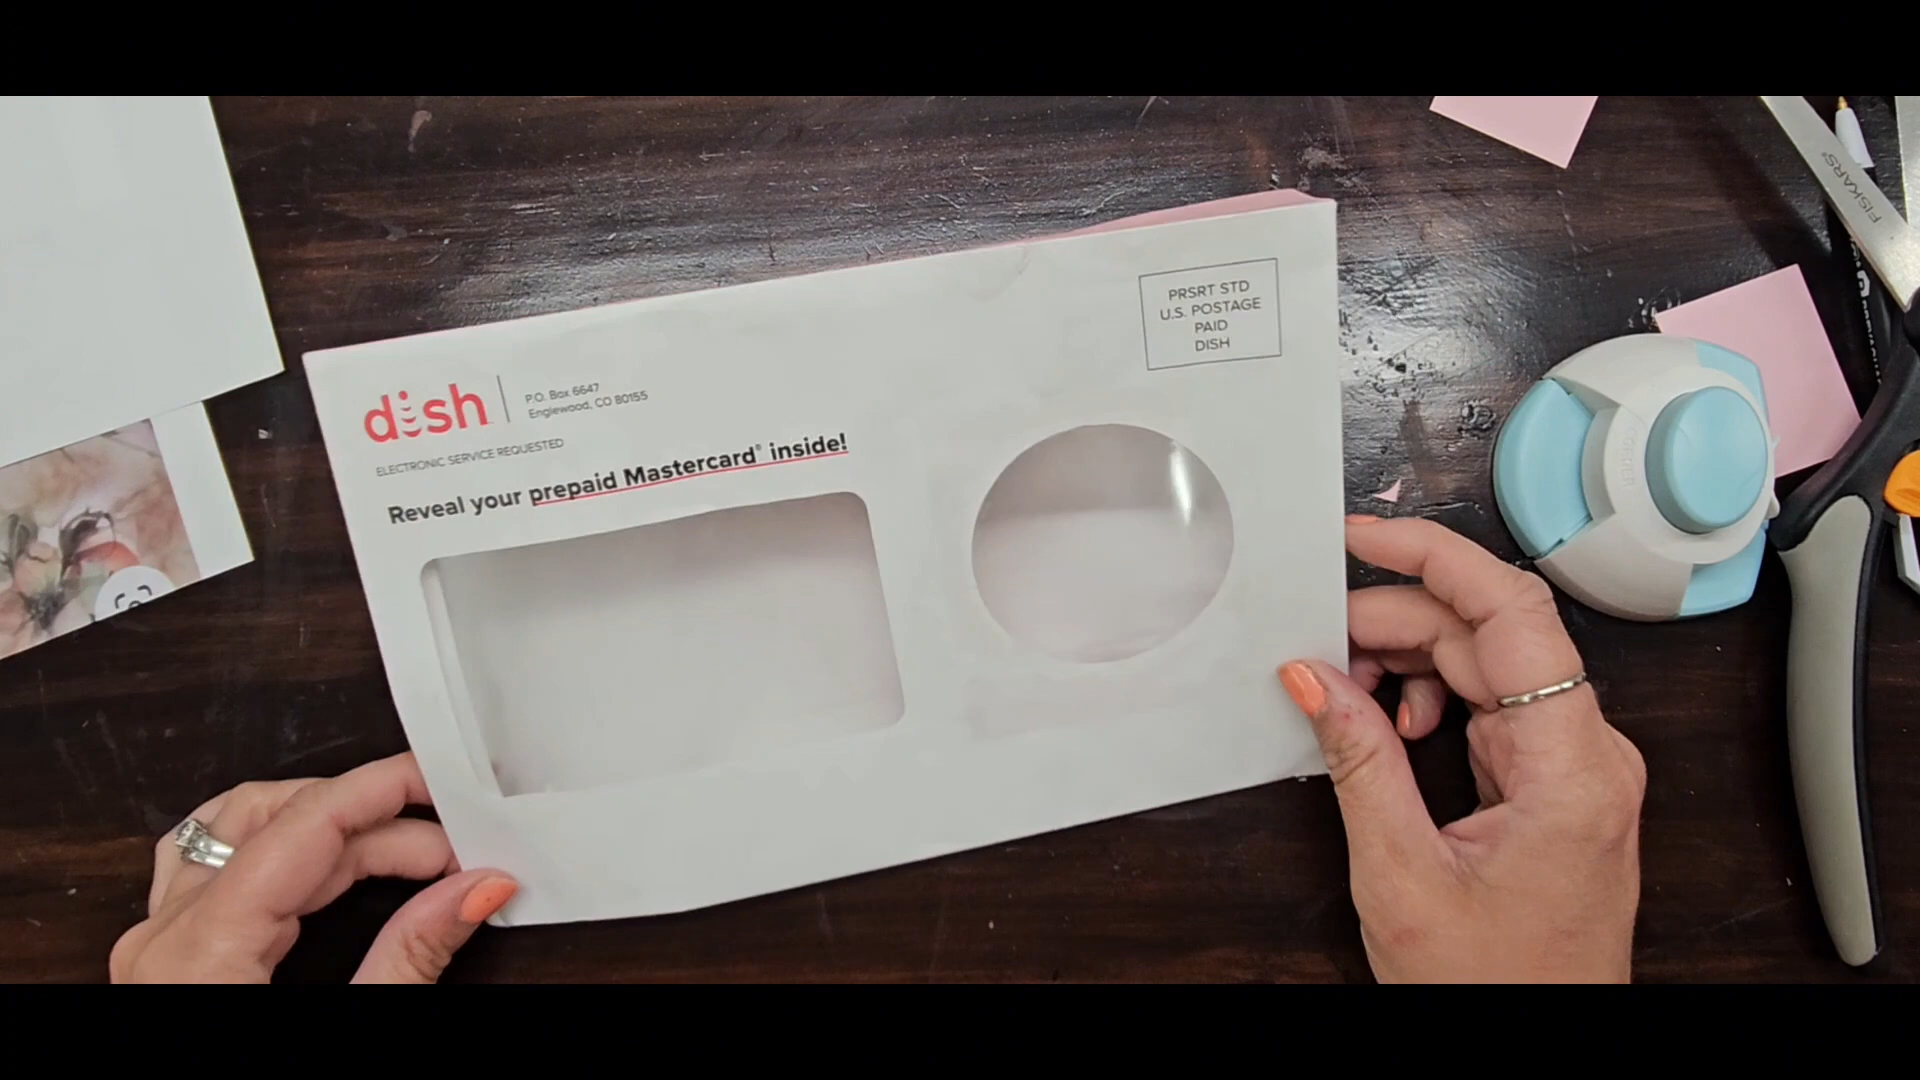 PRSRT STD
U.S. POSTAGE
PAID
DISH
dish
P.O. Box 6647
Englewood, CO 80155
ELECTRONIC SERVICE REQUESTED
Reveal your prepaid Mastercard® inside!
FISKARS®